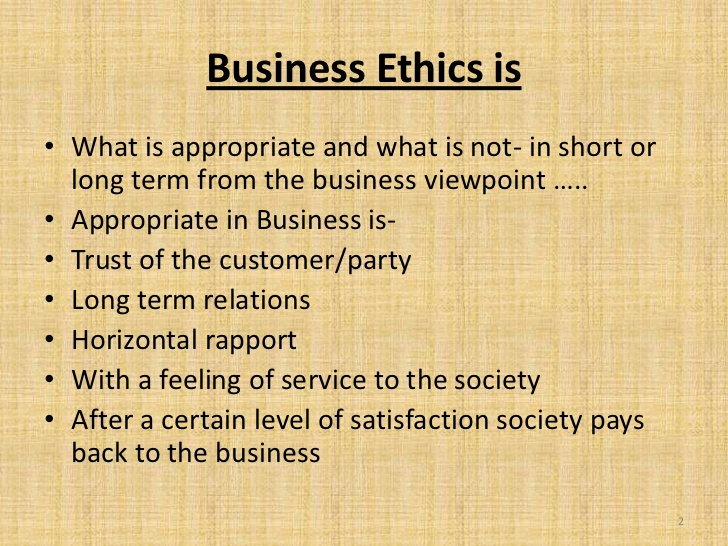 Business Ethics is
• What is appropriate and what is not- in short or
long term from the business viewpoint …..
• Appropriate in Business is-
• Trust of the customer/party
• Long term relations
• Horizontal rapport
• With a feeling of service to the society
• After a certain level of satisfaction society pays
back to the business
2